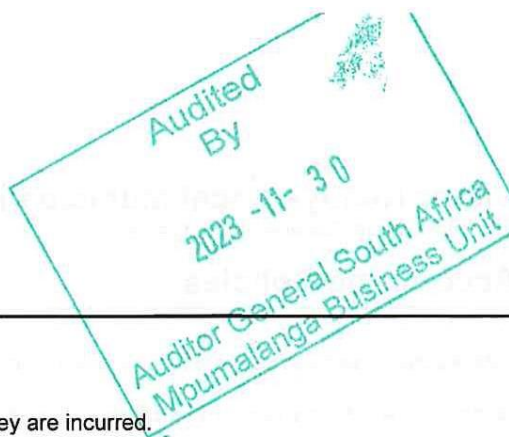 Audited
By
2023 -11- 30
Auditor General South Africa
Mpumalanga Business Unit
ey are incurred.